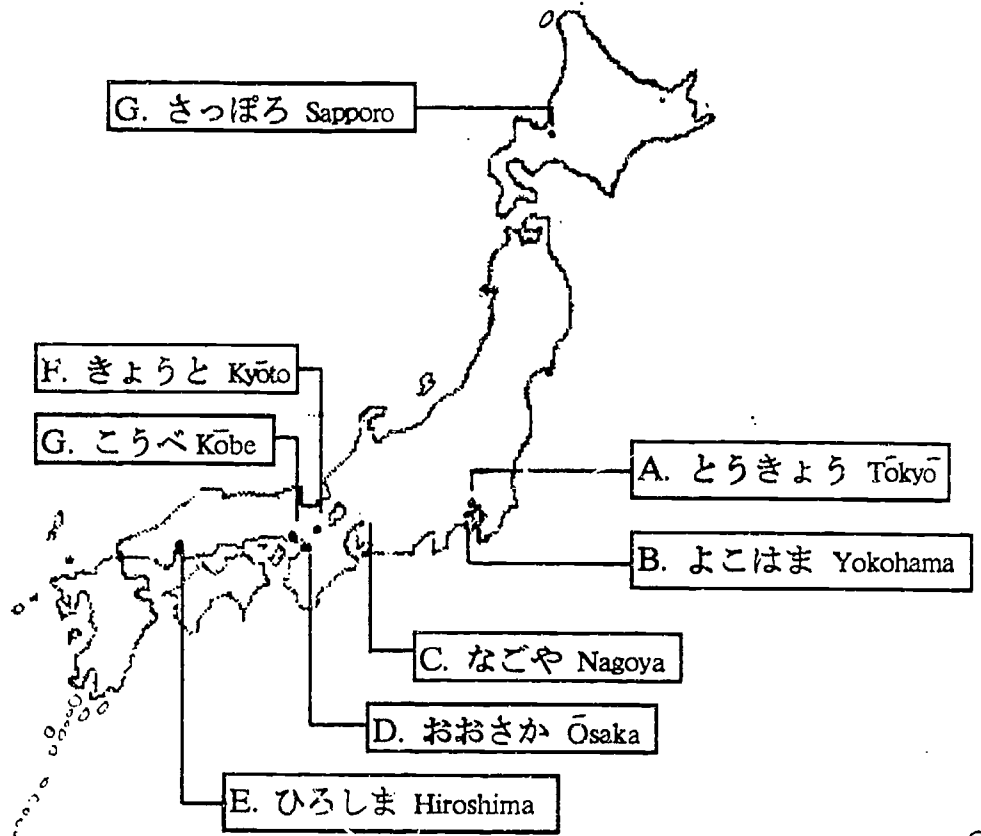 G. さっぽろ Sapporo
F. きょうと Kyōto
G. こうべ Kōbe
A. とうきょう Tōkyō
B. よこはま Yokohama
C. なごや Nagoya
D. おおさか Ōsaka
E. ひろしま Hiroshima